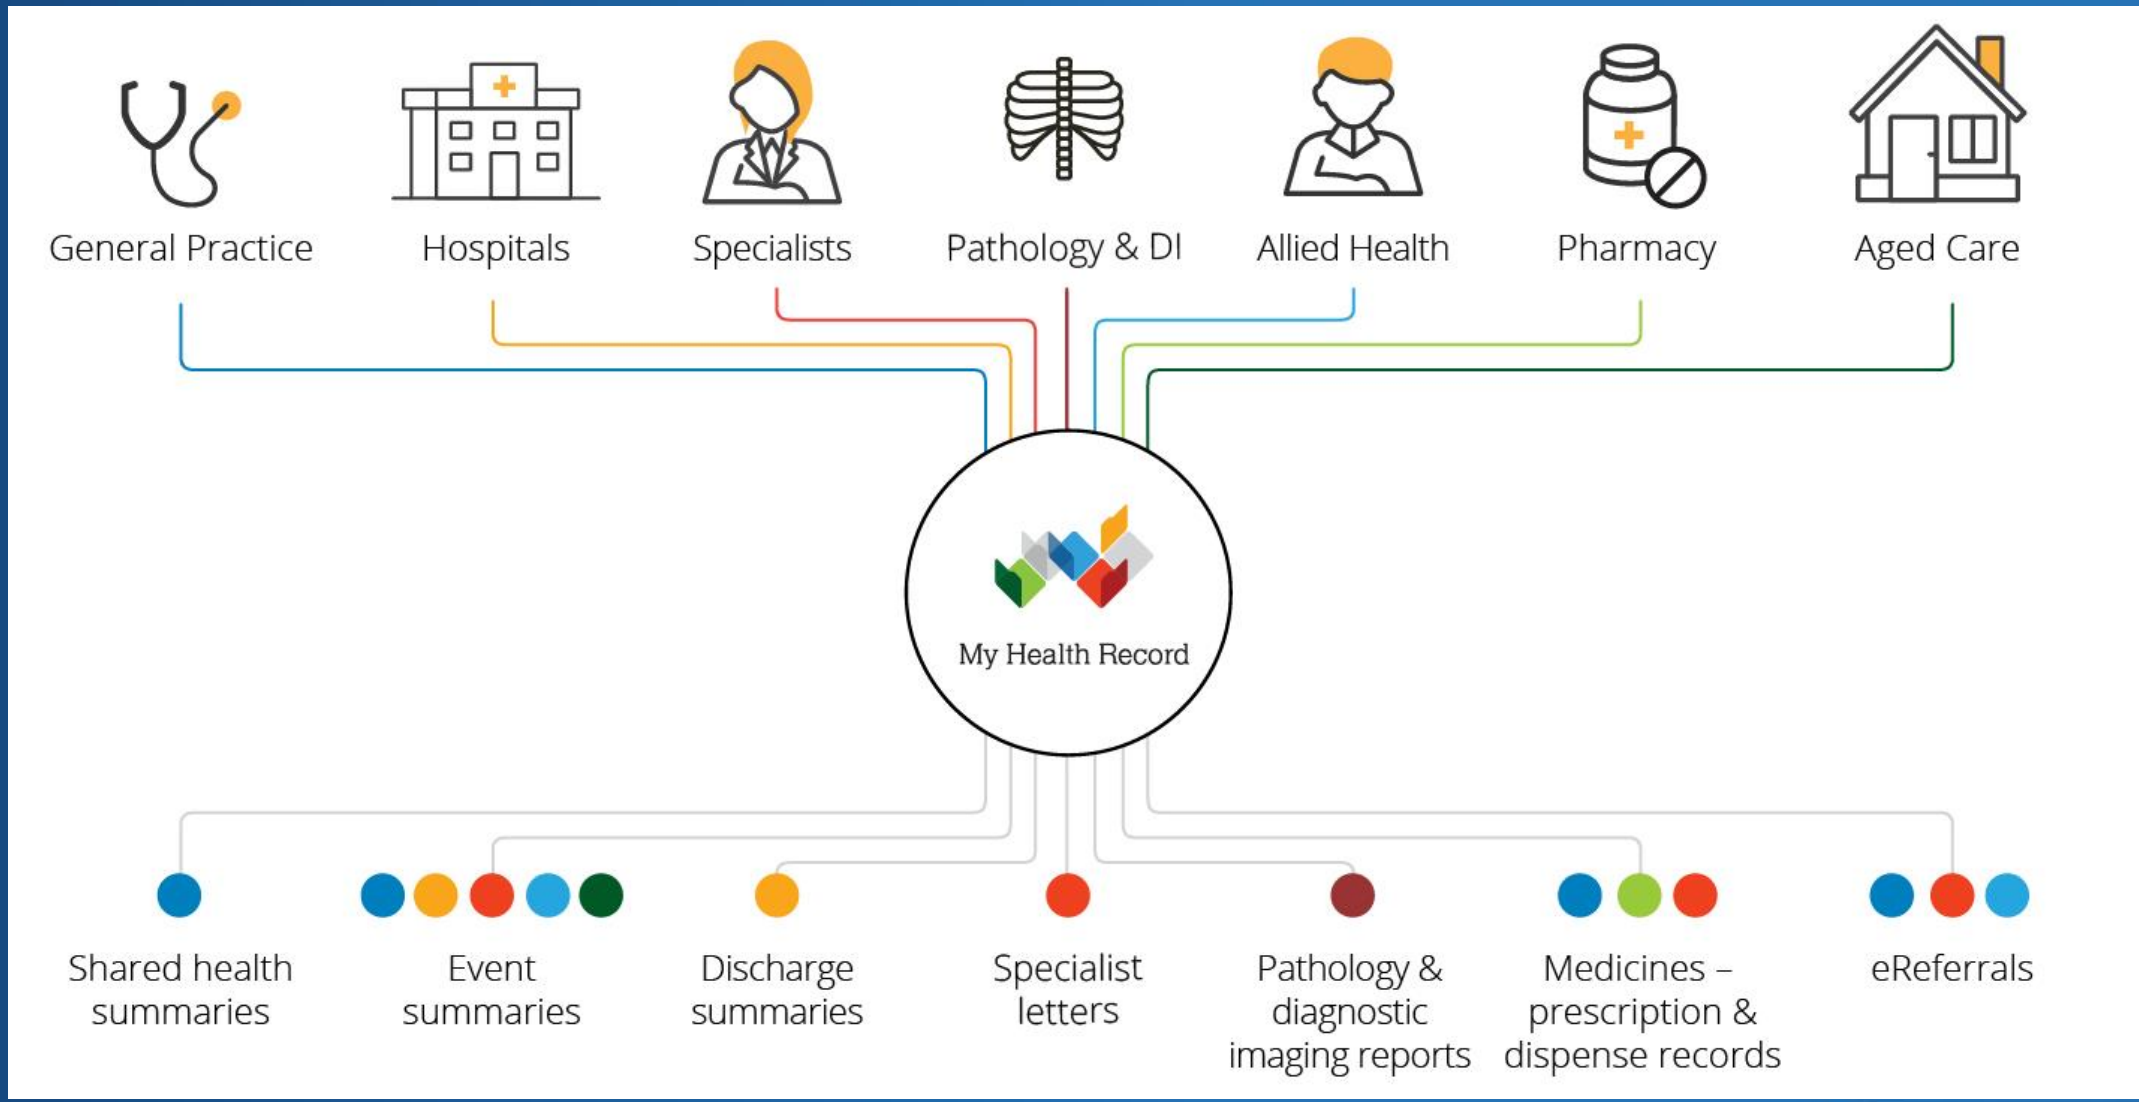 General Practice
Hospitals
Specialists
Pathology & DI
Allied Health
Pharmacy
Aged Care
My Health Record
Shared health
summaries
Event
summaries
Discharge
summaries
Specialist
letters
Pathology &
diagnostic
imaging reports
Medicines –
prescription &
dispense records
eReferrals